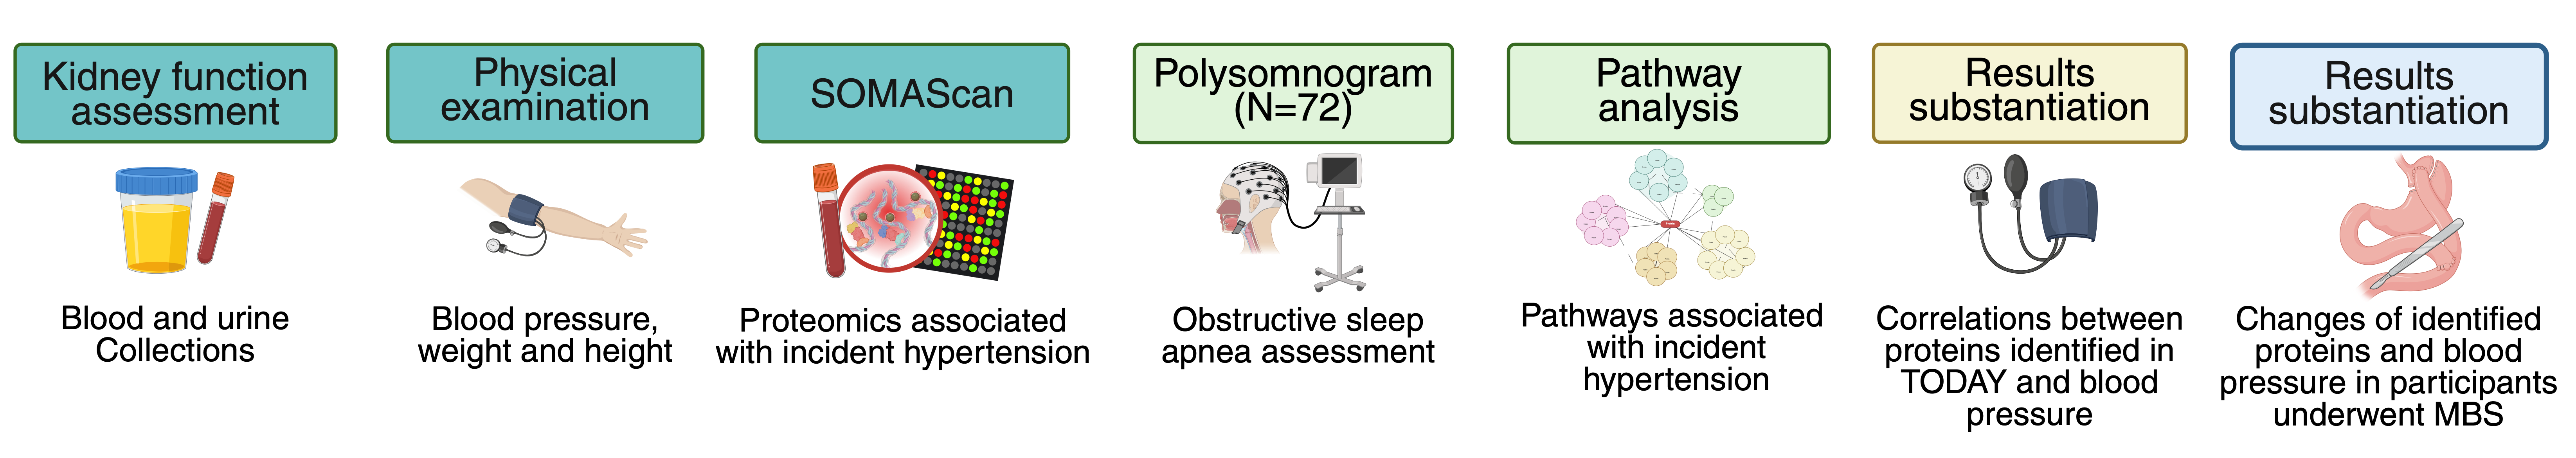 Kidney function
assessment
Physical
examination
SOMAScan
Polysomnogram
(N=72)
Pathway
analysis
Results
substantiation
Results
substantiation
Blood and urine
Collections
Blood pressure,
weight and height
Proteomics associated
with incident hypertension
Obstructive sleep
apnea assessment
Pathways associated
with incident
hypertension
Correlations between
proteins identified in
TODAY and blood
pressure
Changes of identified
proteins and blood
pressure in participants
underwent MBS